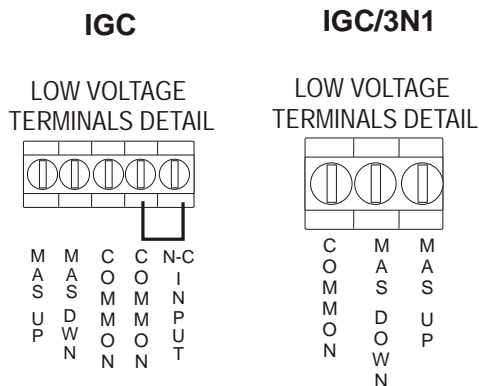 IGC
LOW VOLTAGE
TERMINALS DETAIL
MAS UP
MAS DWN
COMMON
COMMON
N-C INPUT
IGC/3N1
LOW VOLTAGE
TERMINALS DETAIL
COMMON
MAS DOWN
MAS UP